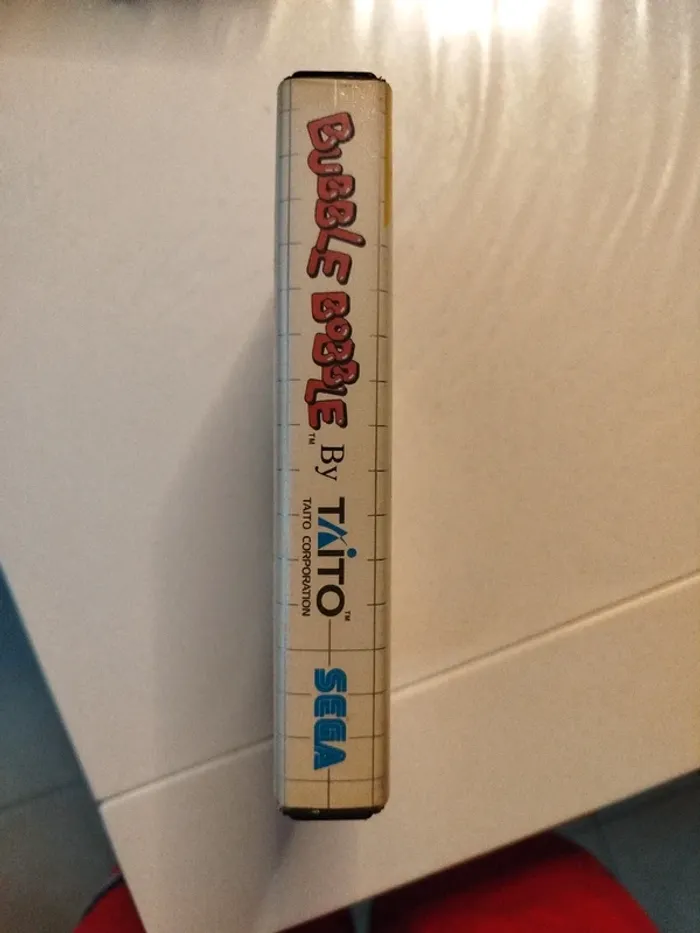 BUBBLE BOBBLE™ By TAITO™
TAITO CORPORATION
SEGA